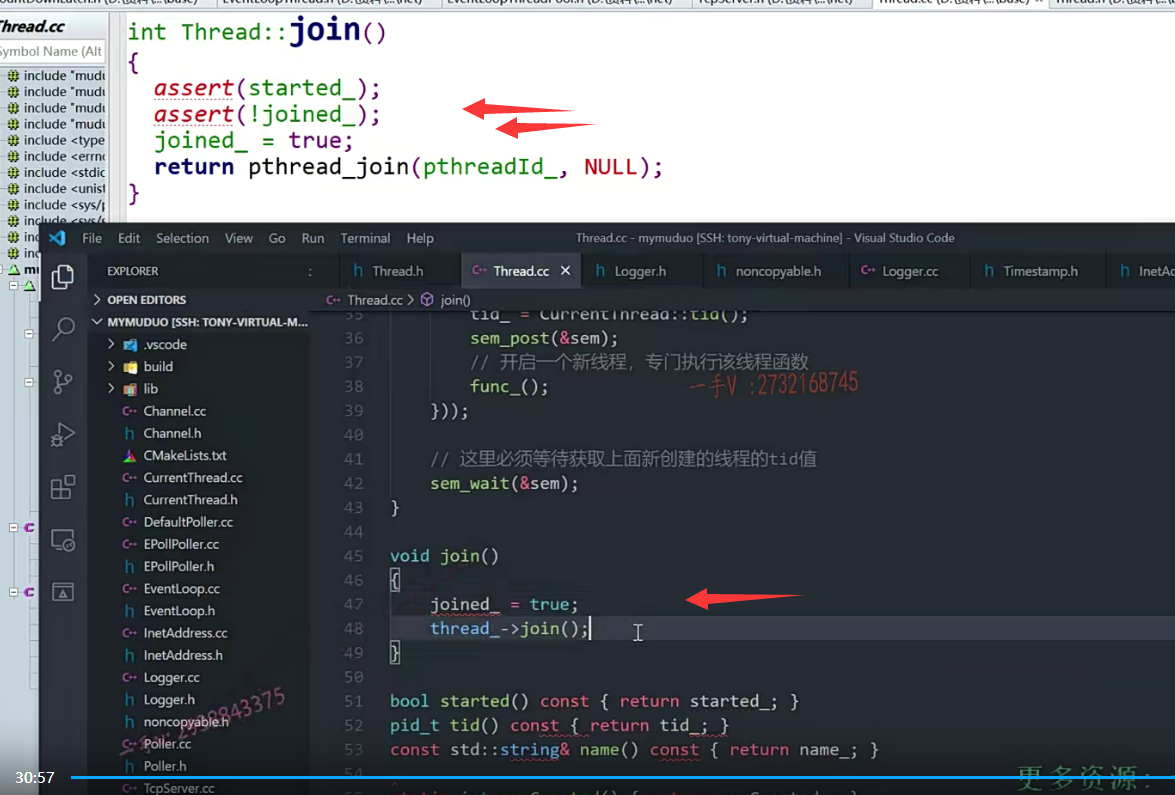 Thread.cc
Symbol Name (Alt
include "mudu
include "mudu
include "mudu
include "mudu
include <type
include <errno
include <stdic
include <unist
include <sys/p
int Thread::join()
{
assert(started_);
assert(!joined_);
joined_ = true;
return pthread_join(pthreadId_, NULL);
}
File Edit Selection View Go Run Terminal Help
Thread.cc - mymuduo [SSH: tony-virtual-machine] - Visual Studio Code
EXPLORER
Thread.h Thread.cc Logger.h noncopyable.h Logger.cc Timestamp.h InetAc
OPEN EDITORS
MYMUDUO [SSH: TONY-VIRTUAL-M...
.vscode
build
lib
Channel.cc
Channel.h
CMakeLists.txt
CurrentThread.cc
CurrentThread.h
DefaultPoller.cc
EPollPoller.cc
EPollPoller.h
EventLoop.cc
EventLoop.h
InetAddress.cc
InetAddress.h
Logger.cc
Logger.h
noncopyable.h
Poller.cc
Poller.h
TcpServer.cc
Thread.cc > join()
35 tid_ = CurrentThread::tid();
36 sem_post(&sem);
37 // 开启一个新线程，专门执行该线程函数
38 func_();
39 }));
40
41 // 这里必须等待获取上面新创建的线程的tid值
42 sem_wait(&sem);
43 }
44
45 void join()
46 {
47 joined_ = true;
48 thread_->join();
49 }
50
51 bool started() const { return started_; }
52 pid_t tid() const { return tid_; }
53 const std::string& name() const { return name_; }
54
一手V :2732168745
30:57
更多资源: